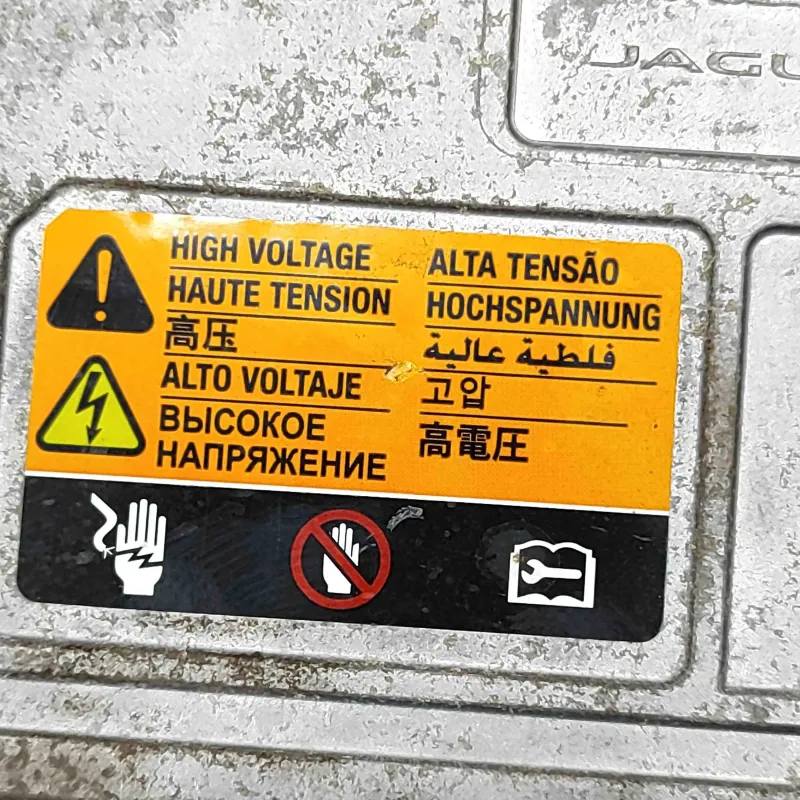 JAGU
HIGH VOLTAGE
HAUTE TENSION
高压
ALTO VOLTAJE
ВЫСОКОЕ
НАПРЯЖЕНИЕ
ALTA TENSÃO
HOCHSPANNUNG
فلطية عالية
고압
高電圧